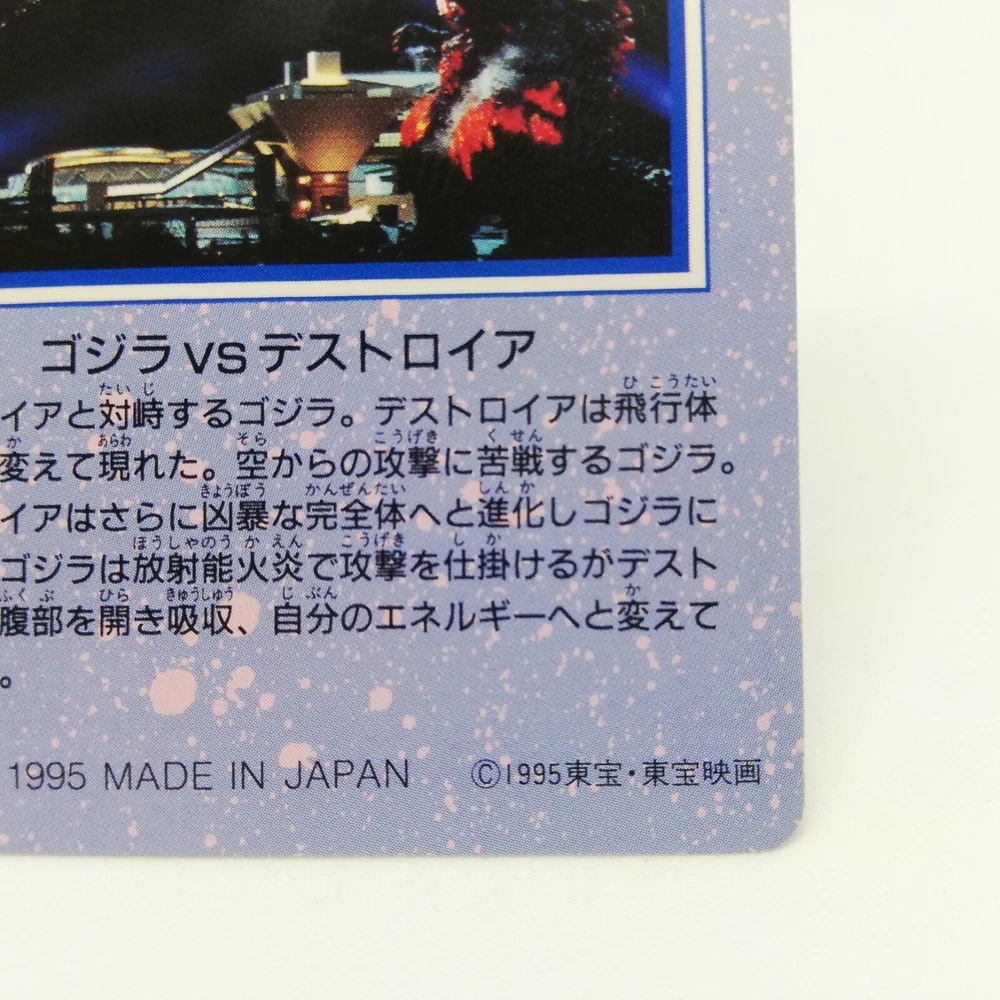 ゴジラVSデストロイア
イアと対峙するゴジラ。デストロイアは飛行体
変えて現れた。空からの攻撃に苦戦するゴジラ。
イアはさらに凶暴な完全体へと進化しゴジラに
ゴジラは放射能火炎で攻撃を仕掛けるがデスト
腹部を開き吸収、自分のエネルギーへと変えて
。
1995 MADE IN JAPAN ©1995東宝・東宝映画